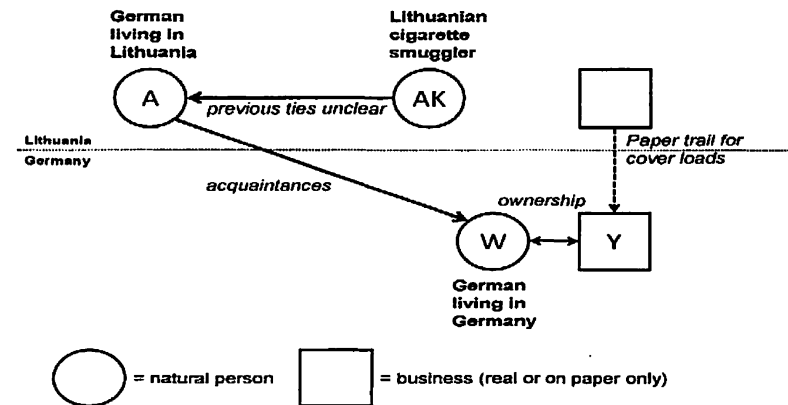 German
living in
Lithuania
Lithuanian
cigarette
smuggler
A
AK
previous ties unclear
Lithuania
Germany
Paper trail for
cover loads
acquaintances
ownership
W
Y
German
living in
Germany
= natural person
= business (real or on paper only)